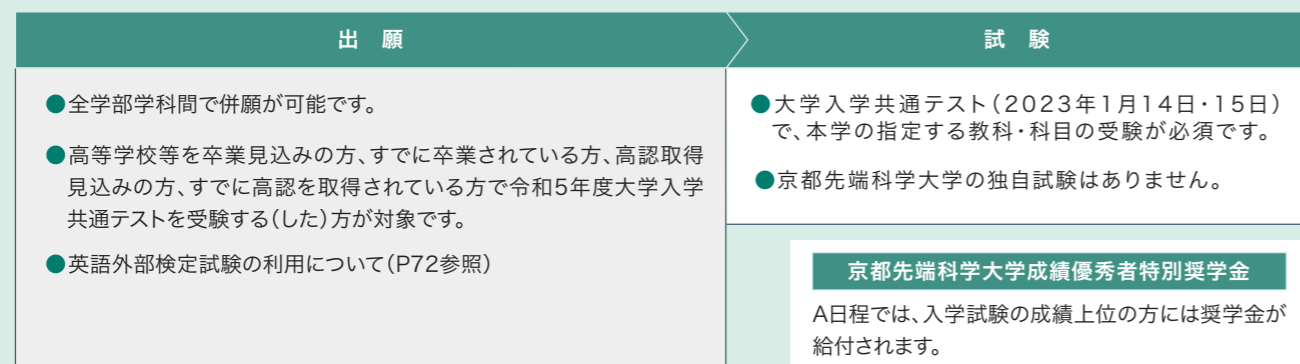 出　願
●全学部学科間で併願が可能です。
●高等学校等を卒業見込みの方、すでに卒業されている方、高認取得
見込みの方、すでに高認を取得されている方で令和5年度大学入学
共通テストを受験する(した)方が対象です。
●英語外部検定試験の利用について(P72参照)
試　験
●大学入学共通テスト(2023年1月14日・15日)
で、本学の指定する教科・科目の受験が必須です。
●京都先端科学大学の独自試験はありません。
京都先端科学大学成績優秀者特別奨学金
A日程では、入学試験の成績上位の方には奨学金が
給付されます。